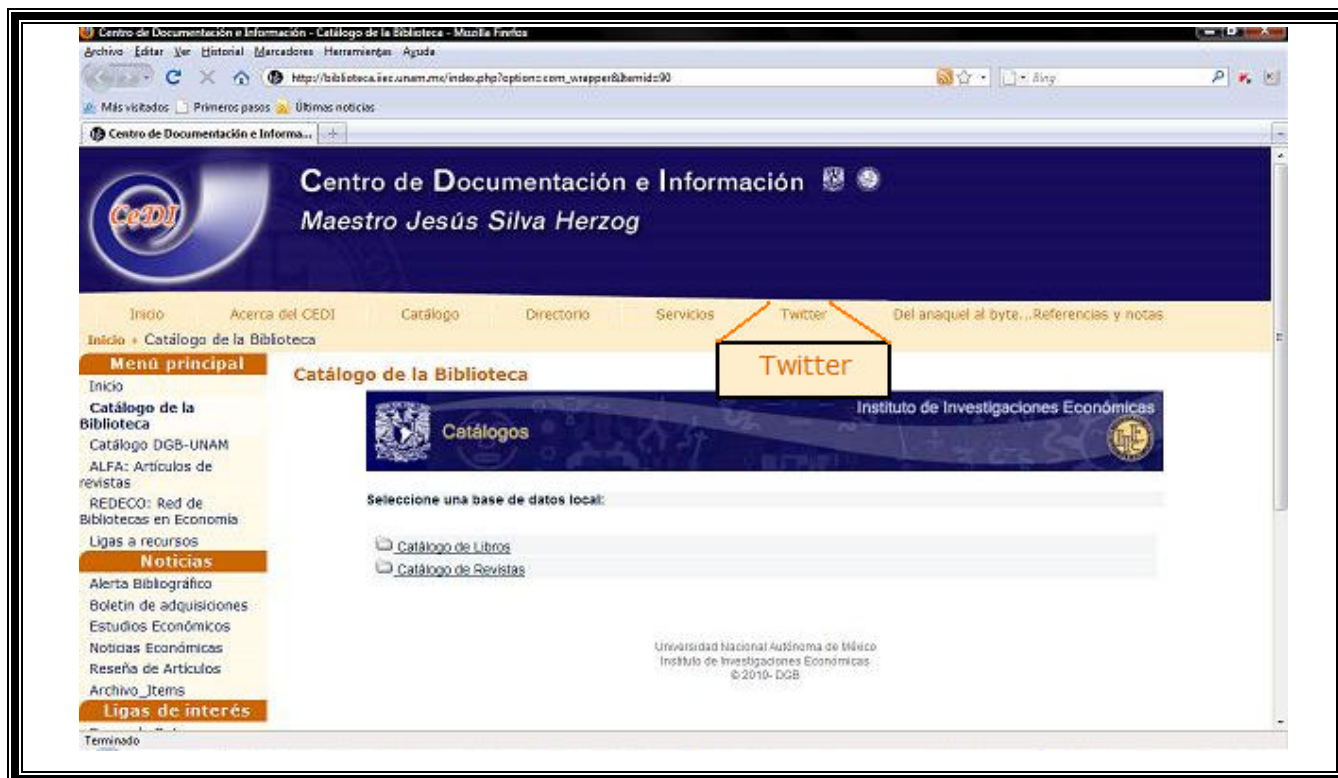 Centro de Documentación e Información - Catálogo de la Biblioteca - Mozilla Firefox
Archivo Editar Ver Historial Marcadores Herramientas Ayuda
http://biblioteca.iiec.unam.mx/index.php?option=com_wrapper&Itemid=90
Bing
Más visitados Primeros pasos Últimas noticias
Centro de Documentación e Informa...
CeDI
Centro de Documentación e Información
Maestro Jesús Silva Herzog
Inicio Acerca del CEDI Catálogo Directorio Servicios Twitter Del anaquel al byte...Referencias y notas
Inicio Catálogo de la Biblioteca
Twitter
Menú principal
Inicio
Catálogo de la
Biblioteca
Catálogo DGB-UNAM
ALFA: Artículos de
revistas
REDECO: Red de
Bibliotecas en Economía
Ligas a recursos
Noticias
Alerta Bibliográfico
Boletin de adquisiciones
Estudios Económicos
Noticias Económicas
Reseña de Artículos
Archivo_Items
Ligas de interés
Catálogo de la Biblioteca
Instituto de Investigaciones Económicas
Catálogos
Seleccione una base de datos local:
Catálogo de Libros
Catálogo de Revistas
Universidad Nacional Autónoma de México
Instituto de Investigaciones Económicas
© 2010- DGB
Terminado